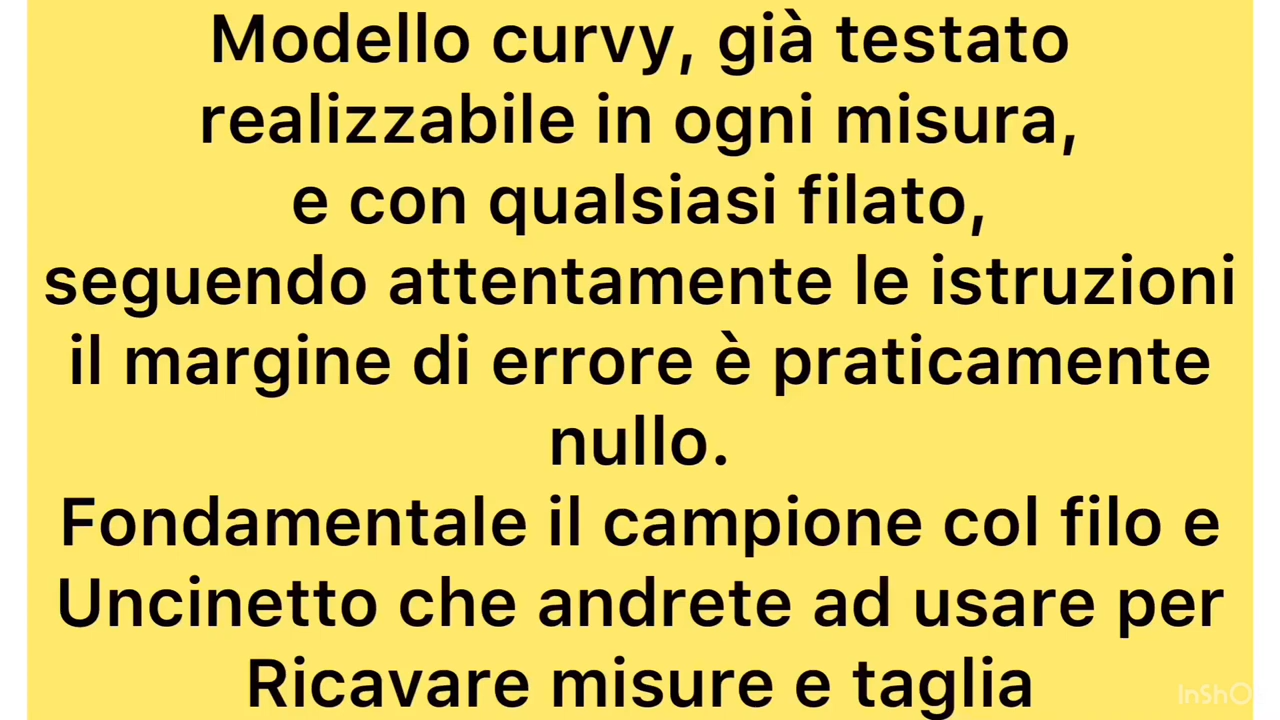 Modello curvy, già testato
realizzabile in ogni misura,
e con qualsiasi filato,
seguendo attentamente le istruzioni
il margine di errore è praticamente
nullo.
Fondamentale il campione col filo e
Uncinetto che andrete ad usare per
Ricavare misure e taglia
InShO